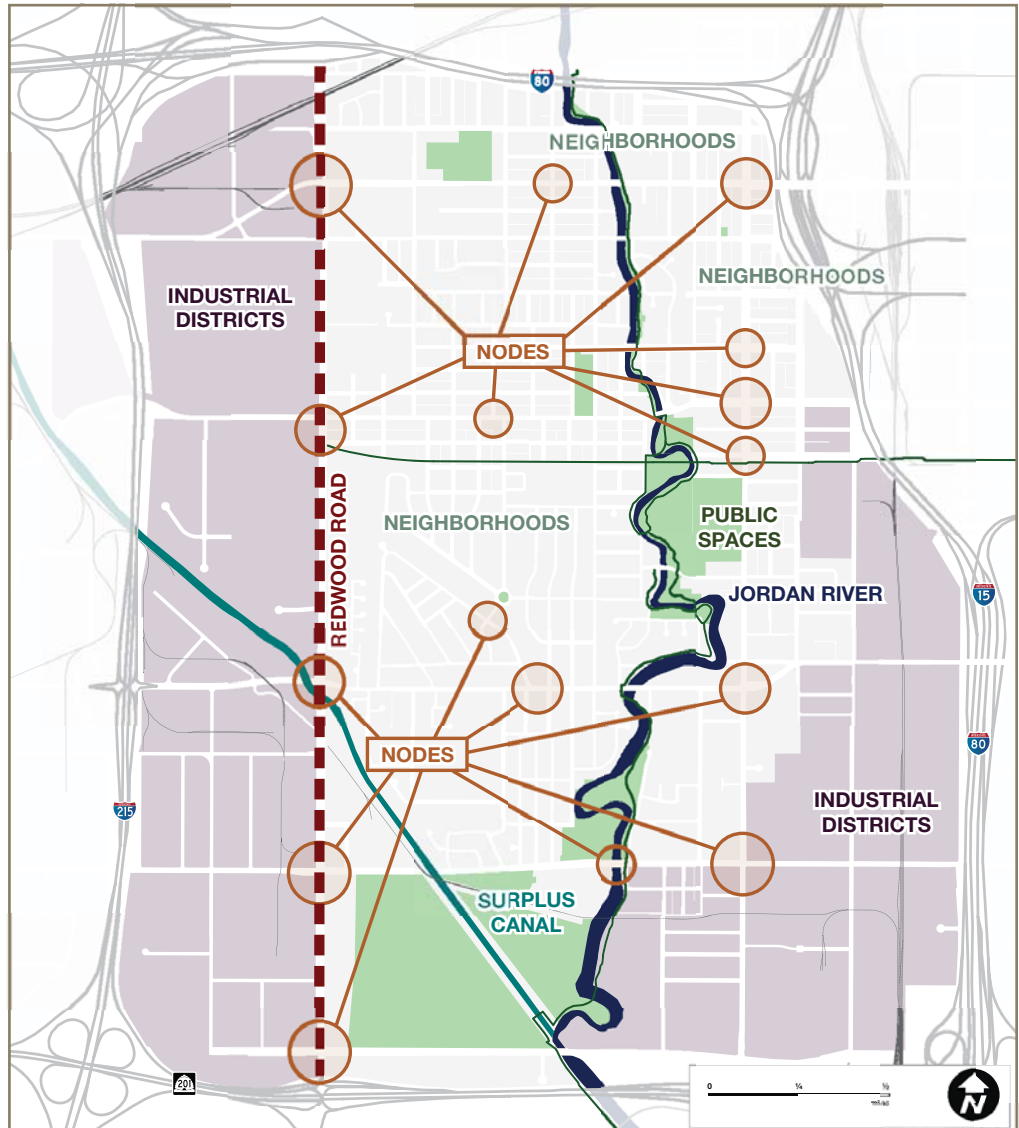 80
NEIGHBORHOODS
NEIGHBORHOODS
INDUSTRIAL
DISTRICTS
NODES
REDWOOD ROAD
NEIGHBORHOODS
PUBLIC
SPACES
JORDAN RIVER
15
80
NODES
INDUSTRIAL
DISTRICTS
215
SURPLUS
CANAL
201
0 ¼ ½
miles
N